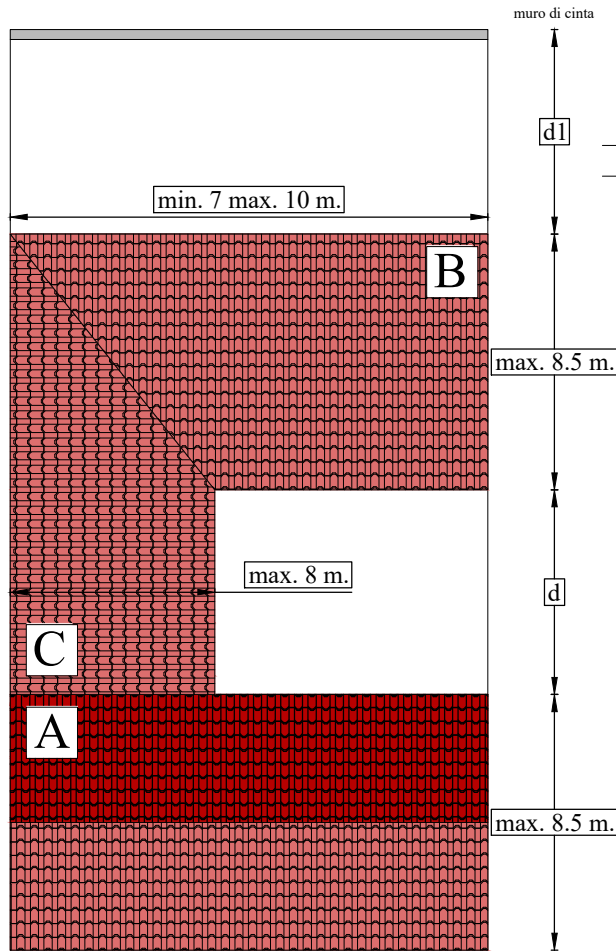 muro di cinta
d1
min. 7 max. 10 m.
B
max. 8.5 m.
max. 8 m.
d
C
A
max. 8.5 m.